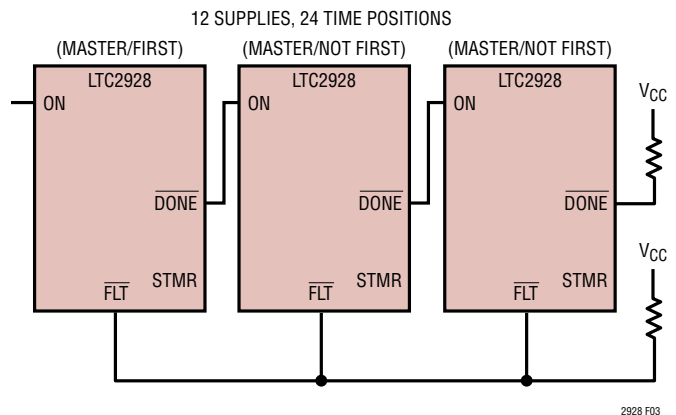 12 SUPPLIES, 24 TIME POSITIONS
(MASTER/FIRST) (MASTER/NOT FIRST) (MASTER/NOT FIRST)
LTC2928 LTC2928 LTC2928
VCC
ON ON ON
DONE DONE DONE
VCC
STMR STMR STMR
FLT FLT FLT
2928 F03